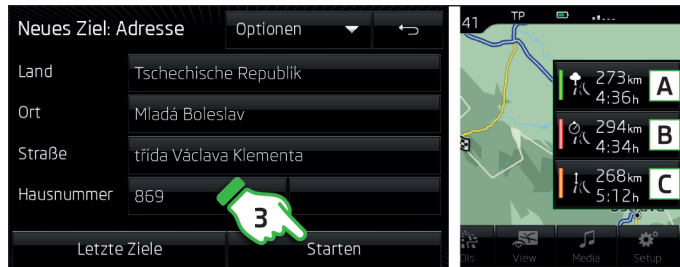 Neues Ziel: Adresse
Optionen
Land
Tschechische Republik
Ort
Mladá Boleslav
Straße
třída Václava Klementa
Hausnummer
869
3
Letzte Ziele
Starten
41
TP
273km
4:36h
A
294km
4:34h
B
268km
5:12h
C
View
Media
Setup